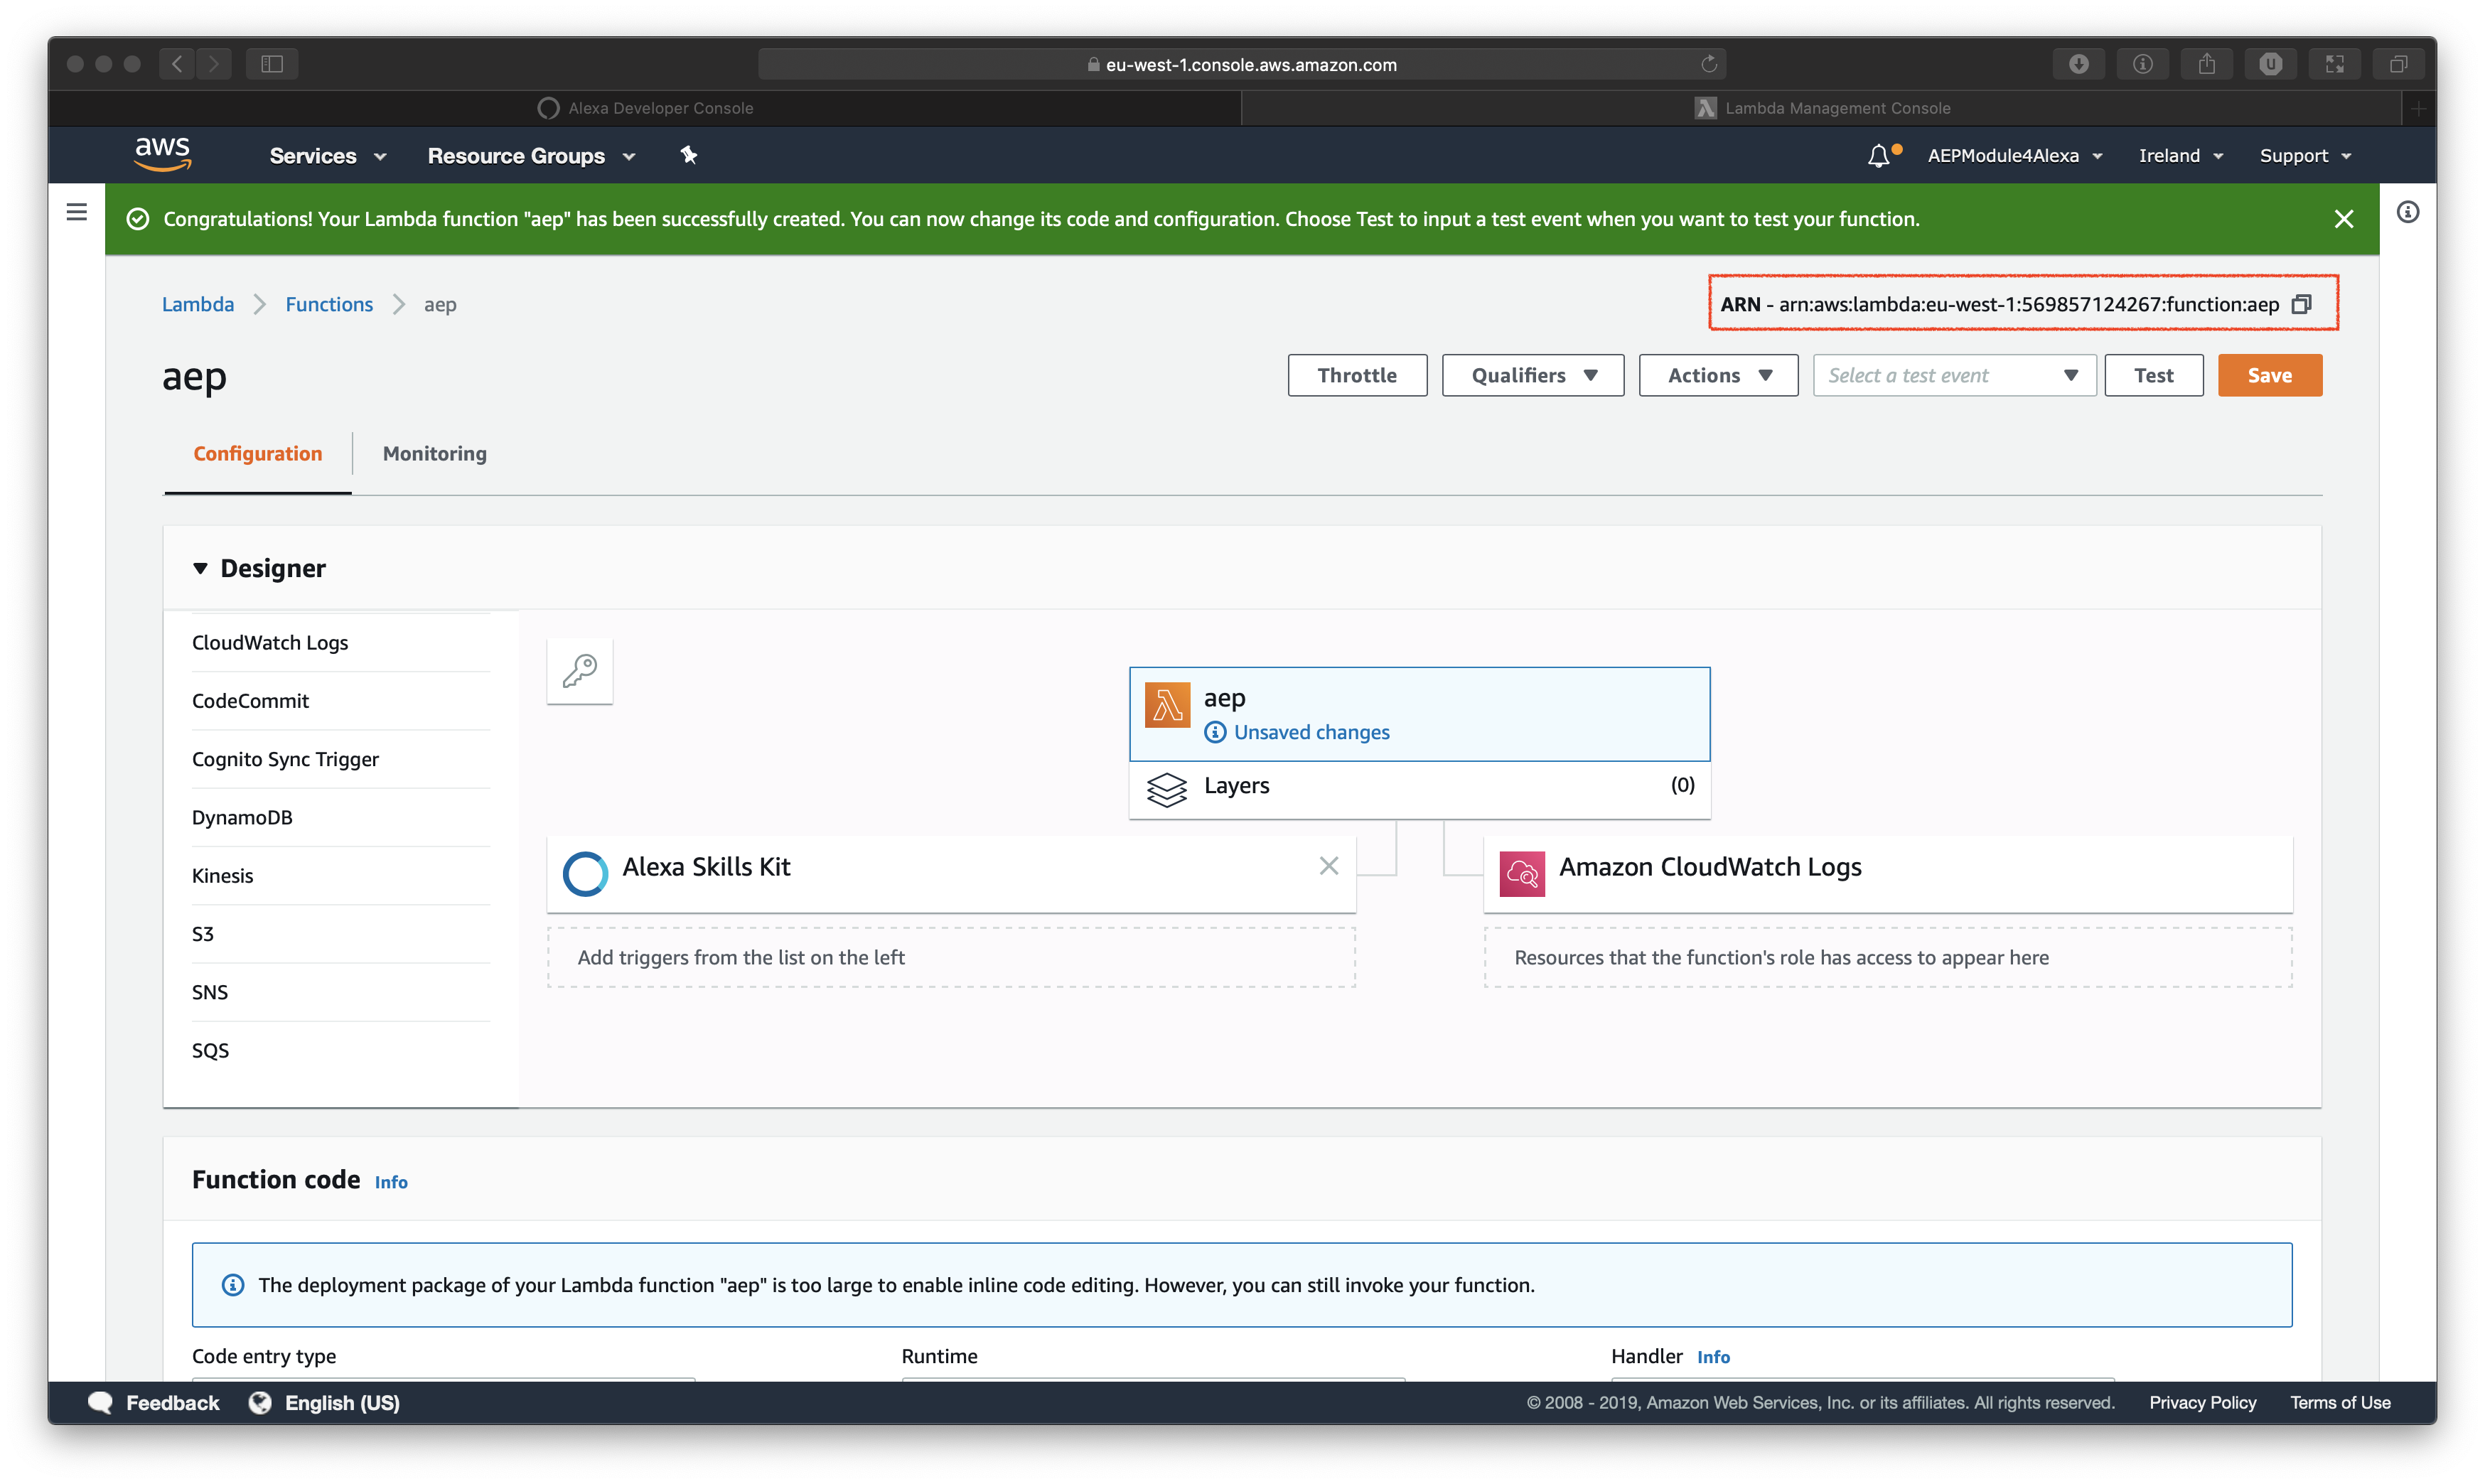 eu-west-1.console.aws.amazon.com
Alexa Developer Console
Lambda Management Console
aws
Services
Resource Groups
AEPModule4Alexa
Ireland
Support
Congratulations! Your Lambda function "aep" has been successfully created. You can now change its code and configuration. Choose Test to input a test event when you want to test your function.
Lambda
Functions
aep
ARN - arn:aws:lambda:eu-west-1:569857124267:function:aep
aep
Throttle
Qualifiers
Actions
Select a test event
Test
Save
Configuration
Monitoring
Designer
CloudWatch Logs
CodeCommit
Cognito Sync Trigger
DynamoDB
Kinesis
S3
SNS
SQS
aep
Unsaved changes
Layers
(0)
Alexa Skills Kit
Amazon CloudWatch Logs
Add triggers from the list on the left
Resources that the function's role has access to appear here
Function code Info
The deployment package of your Lambda function "aep" is too large to enable inline code editing. However, you can still invoke your function.
Code entry type
Runtime
Handler Info
Feedback
English (US)
© 2008 - 2019, Amazon Web Services, Inc. or its affiliates. All rights reserved.
Privacy Policy
Terms of Use